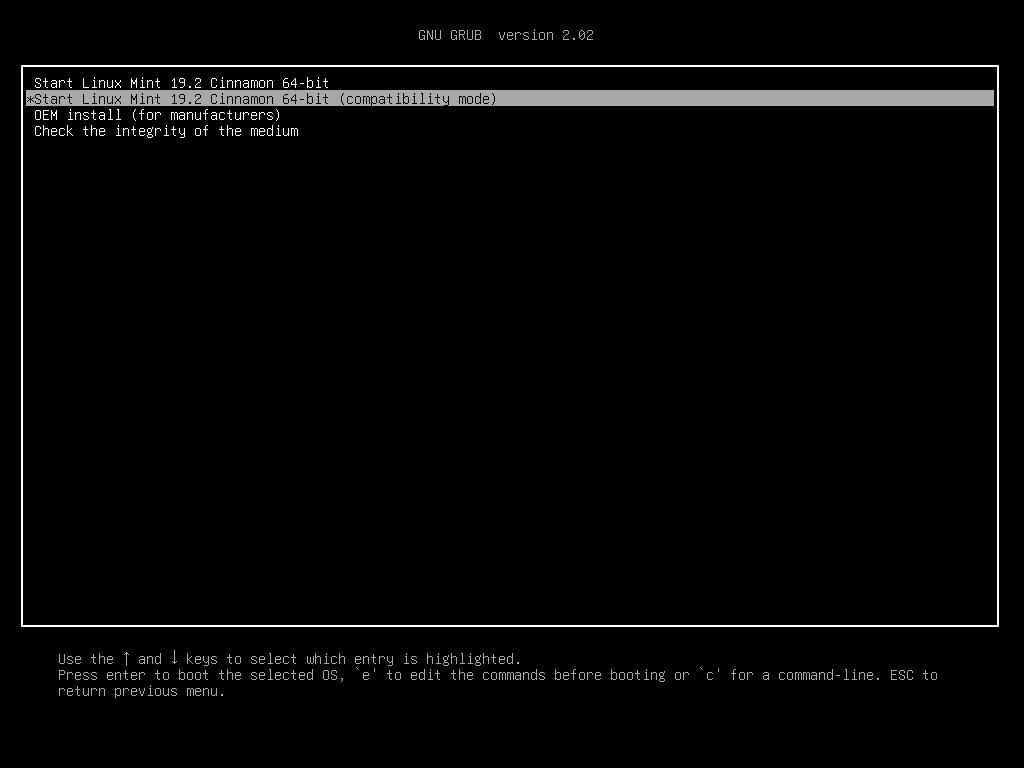 GNU GRUB  version 2.02
Start Linux Mint 19.2 Cinnamon 64-bit
*Start Linux Mint 19.2 Cinnamon 64-bit (compatibility mode)
OEM install (for manufacturers)
Check the integrity of the medium
Use the ↑ and ↓ keys to select which entry is highlighted.
Press enter to boot the selected OS, `e' to edit the commands before booting or `c' for a command-line. ESC to
return previous menu.